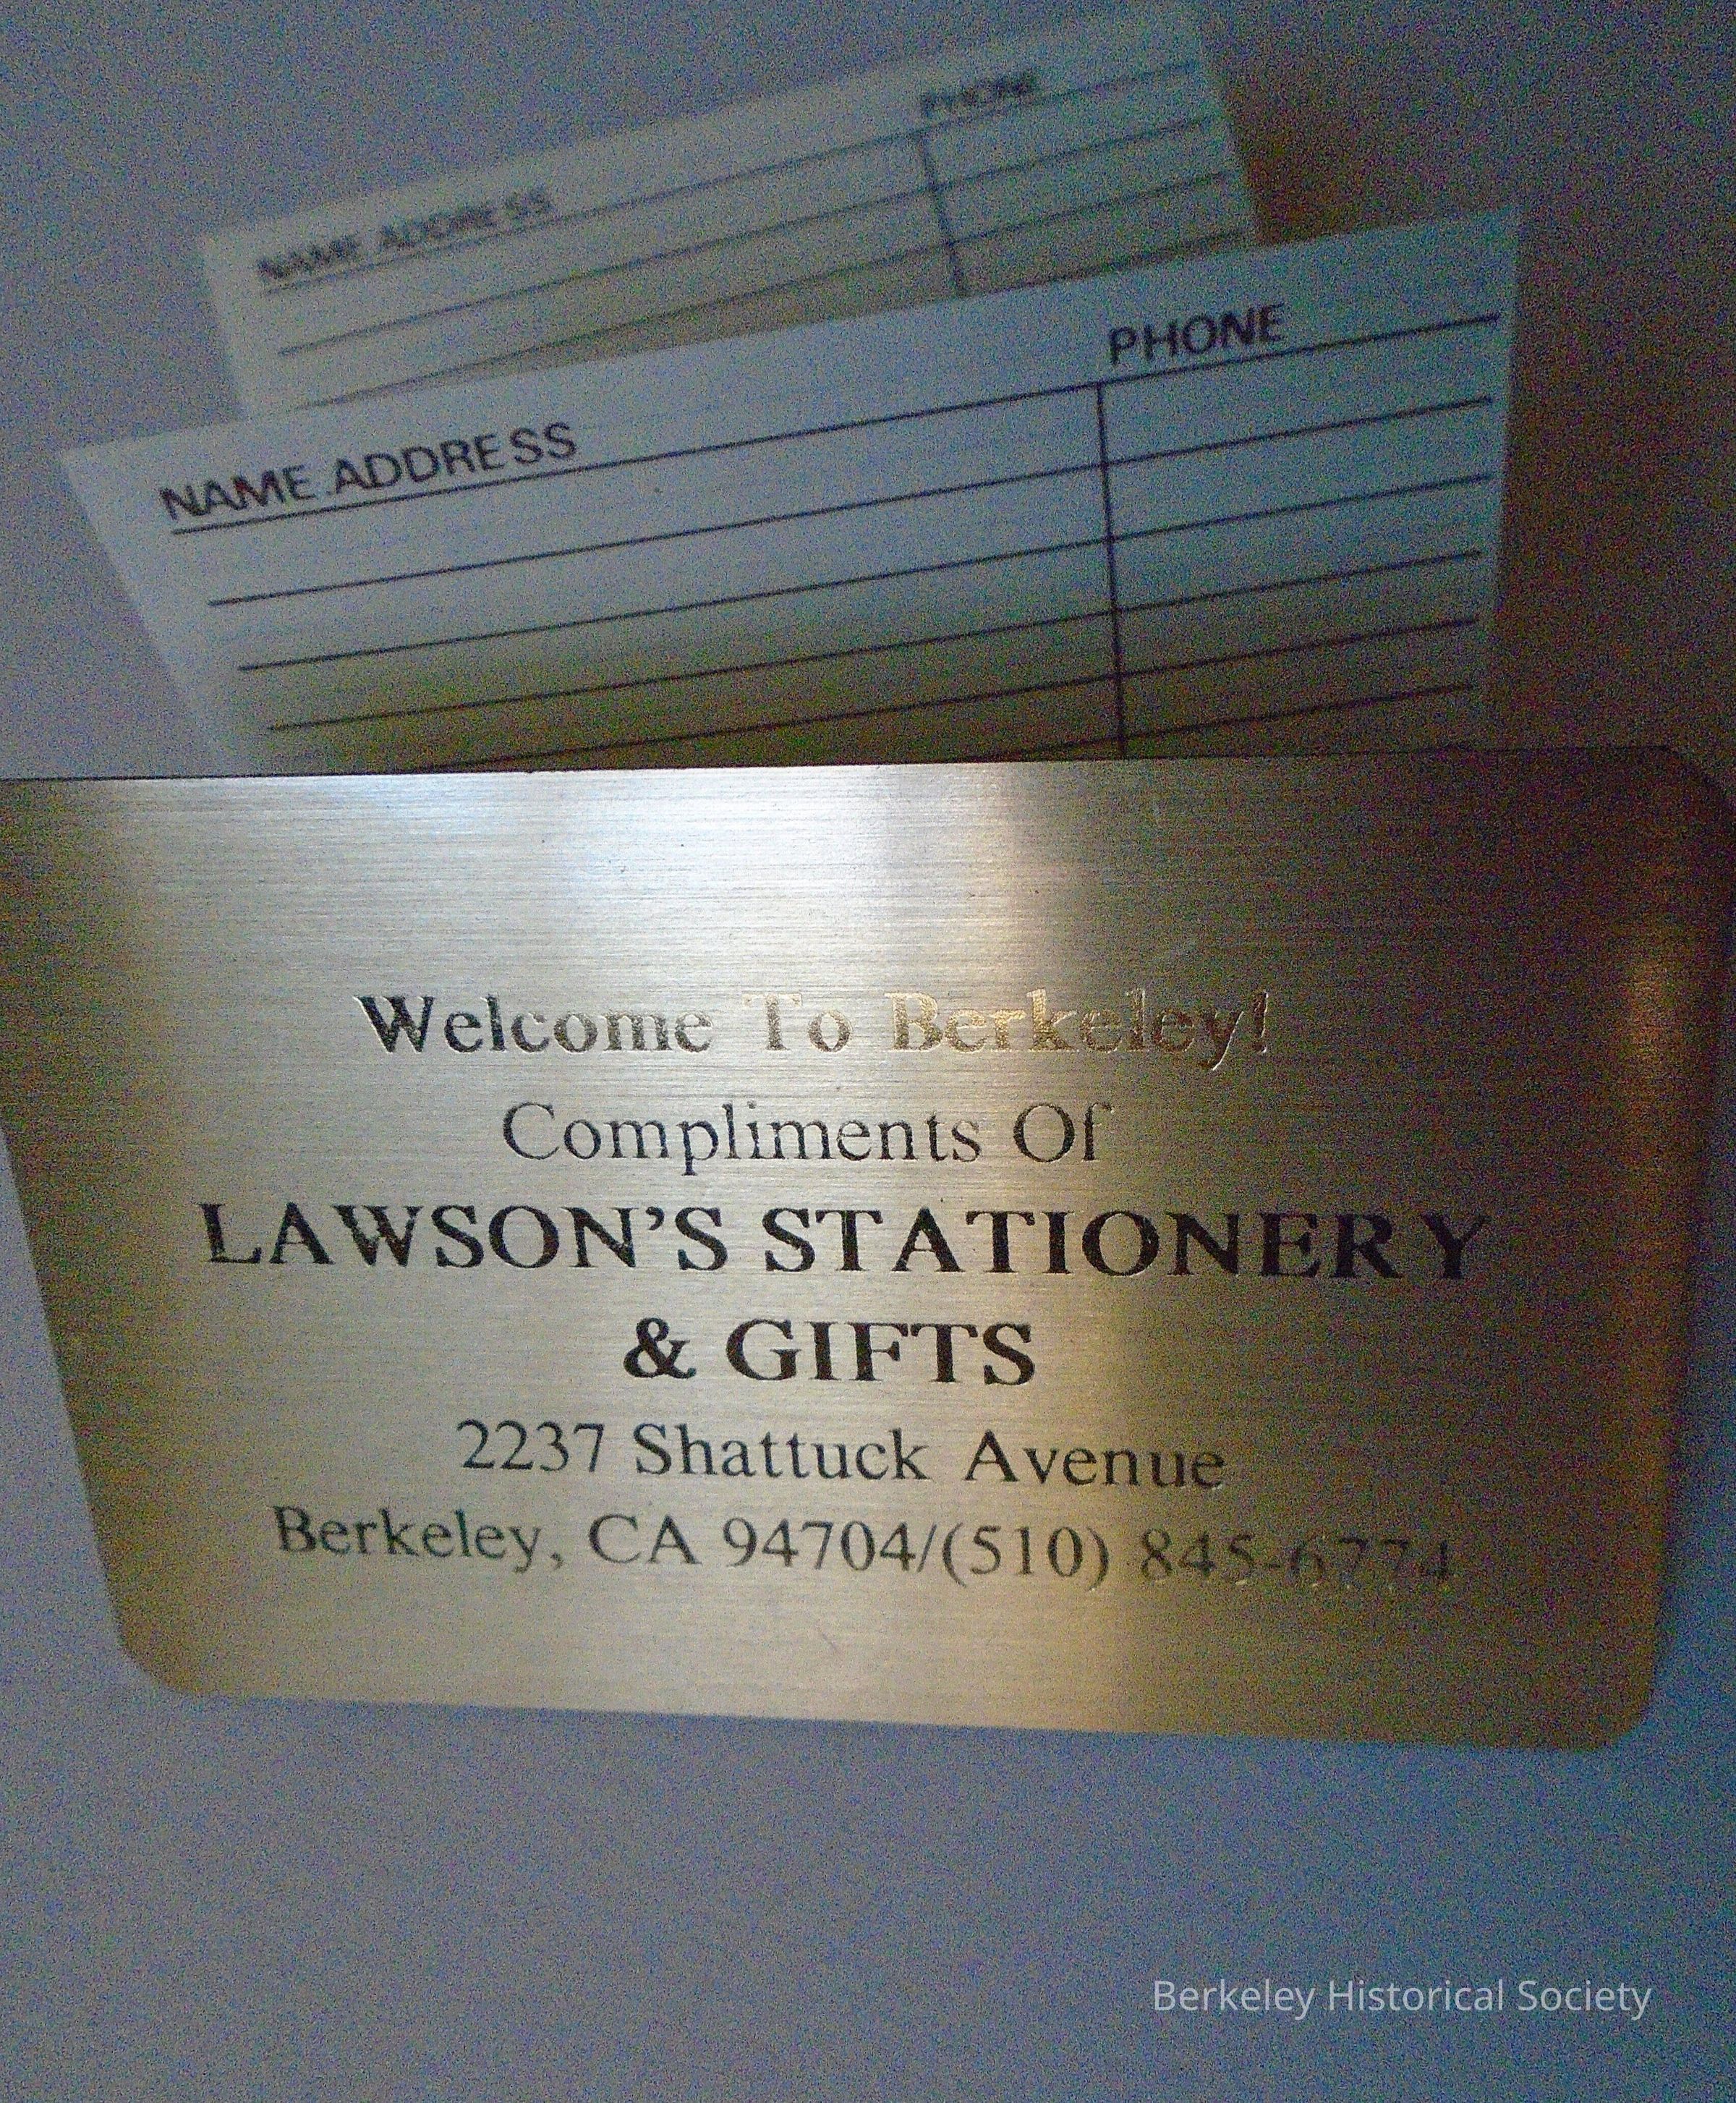 PHONE
NAME ADDRESS
PHONE
NAME ADDRESS
Welcome To Berkeley!
Compliments Of
LAWSON'S STATIONERY
& GIFTS
2237 Shattuck Avenue
Berkeley, CA 94704/(510) 845-6774
Berkeley Historical Society